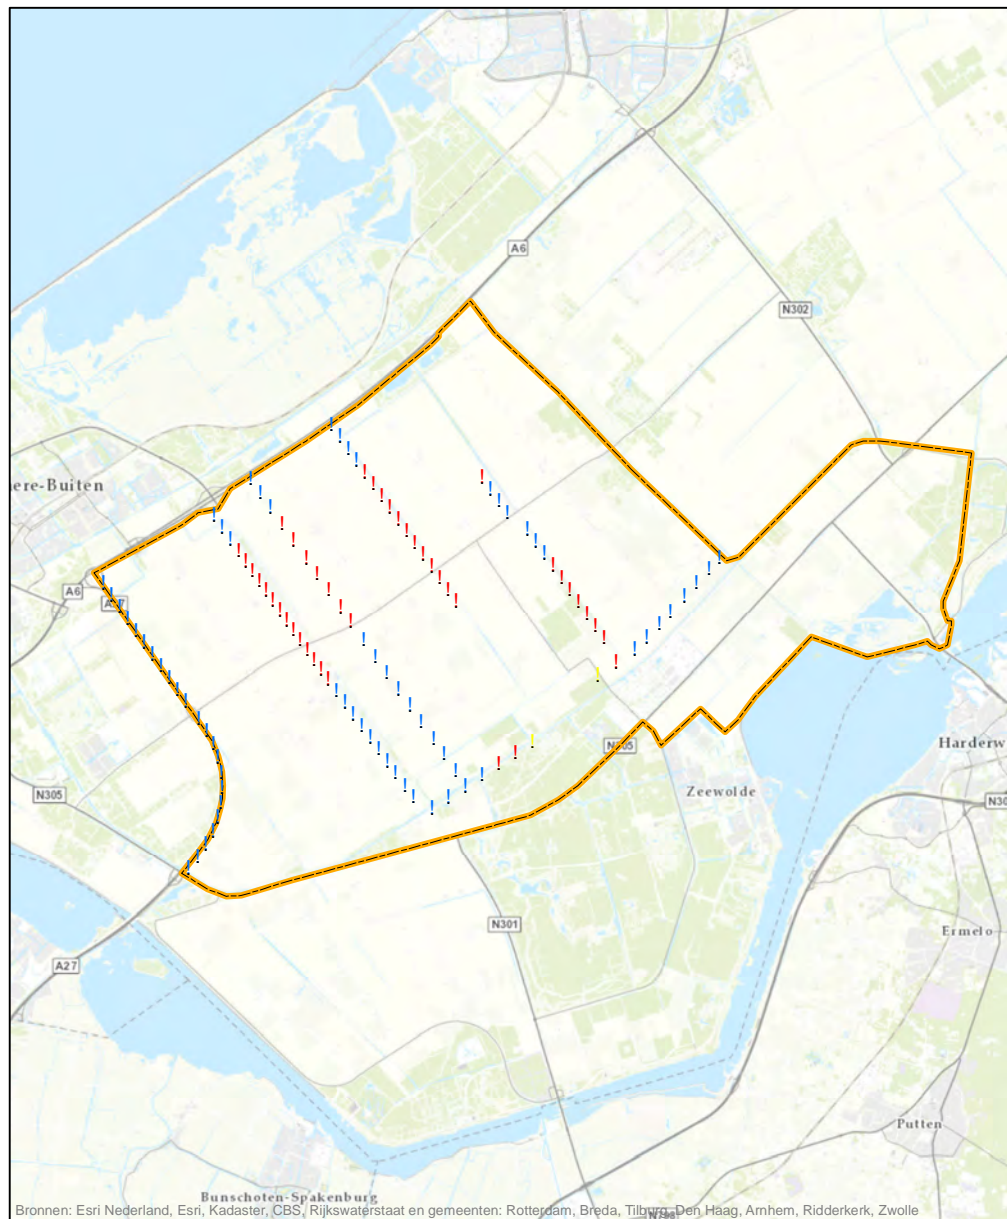 A6
N302
ere-Buiten
A6
N305
Harderw
N305
Zeewolde
N30
N301
Ermelo
A27
Putten
Bunschoten-Spakenburg
Bronnen: Esri Nederland, Esri, Kadaster, CBS, Rijkswaterstaat en gemeenten: Rotterdam, Breda, Tilburg, Den Haag, Arnhem, Ridderkerk, Zwolle